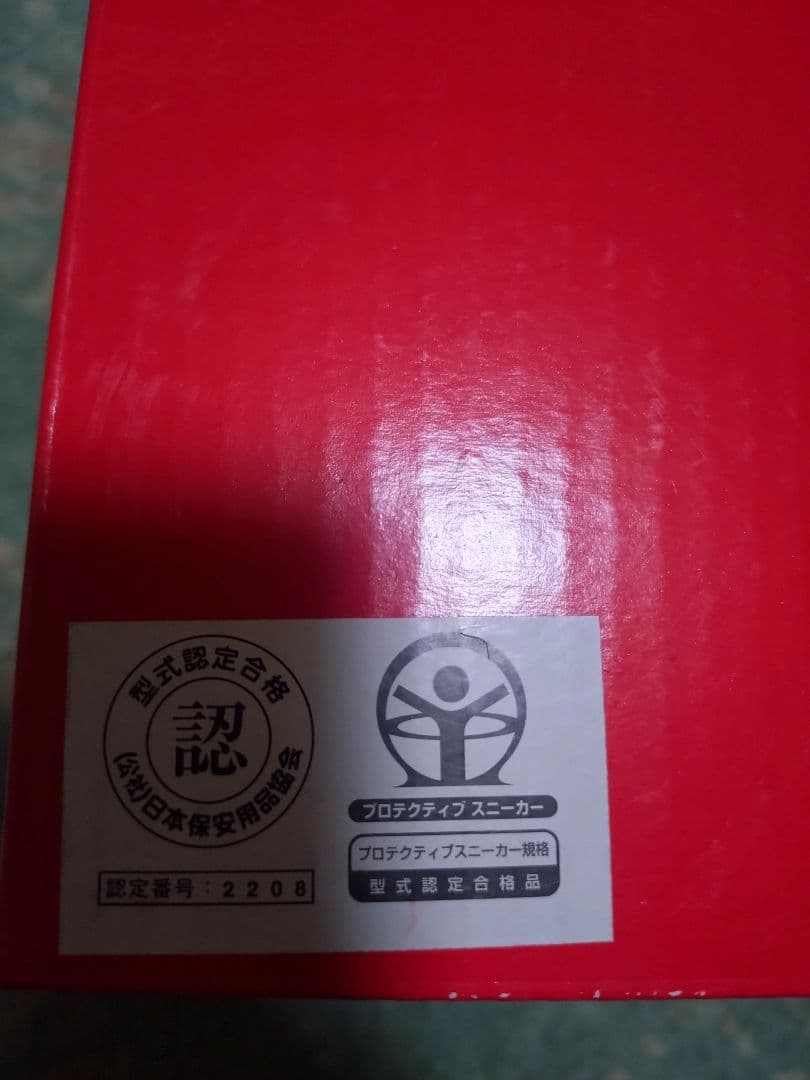 型式認定合格
認
(公社)日本保安用品協会
認定番号:2208
プロテクティブ スニーカー
プロテクティブスニーカー規格
型式認定合格品